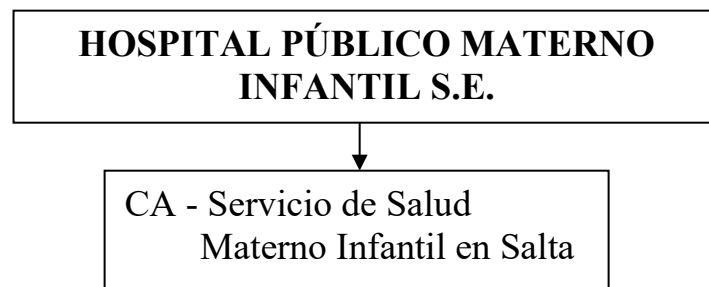 HOSPITAL PÚBLICO MATERNO
INFANTIL S.E.
CA - Servicio de Salud
Materno Infantil en Salta